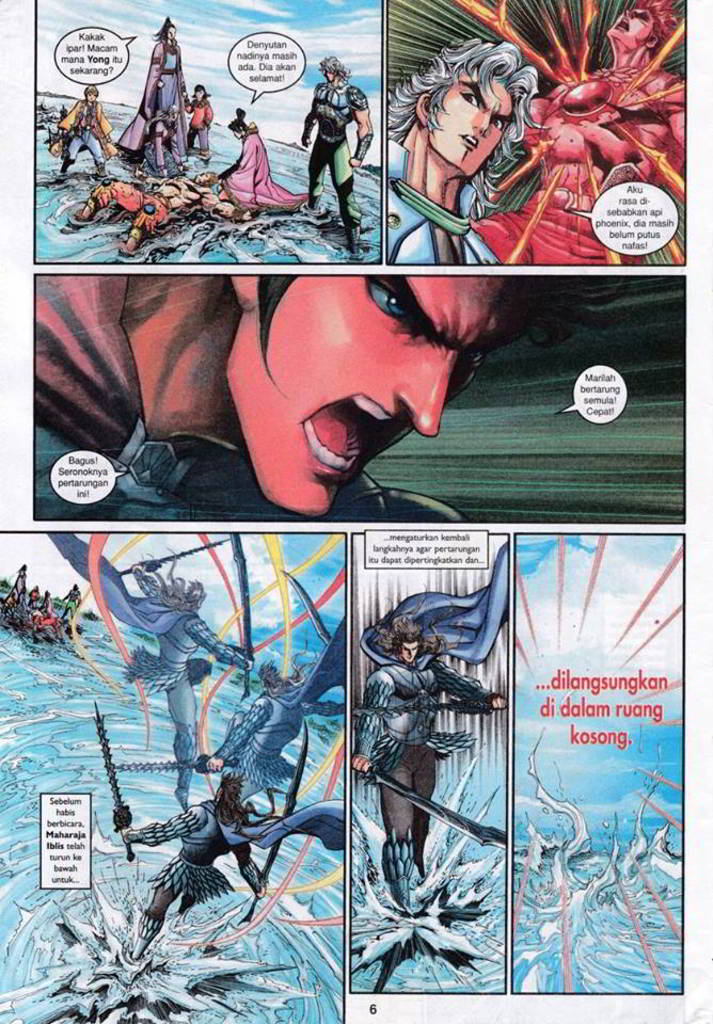 Kakak
ipar! Macam
mana Yong itu
sekarang?
Denyutan
nadinya masih
ada. Dia akan
selamat!
Aku
rasa di-
sebabkan api
phoenix, dia masih
belum putus
nafas!
Marilah
bertarung
semula!
Cepat!
Bagus!
Seronoknya
pertarungan
ini!
Sebelum
habis
berbicara,
Maharaja
Iblis telah
turun ke
bawah
untuk...
...mengaturkan kembali
langkahnya agar pertarungan
itu dapat dipertingkatkan dan...
...dilangsungkan
di dalam ruang
kosong.
6